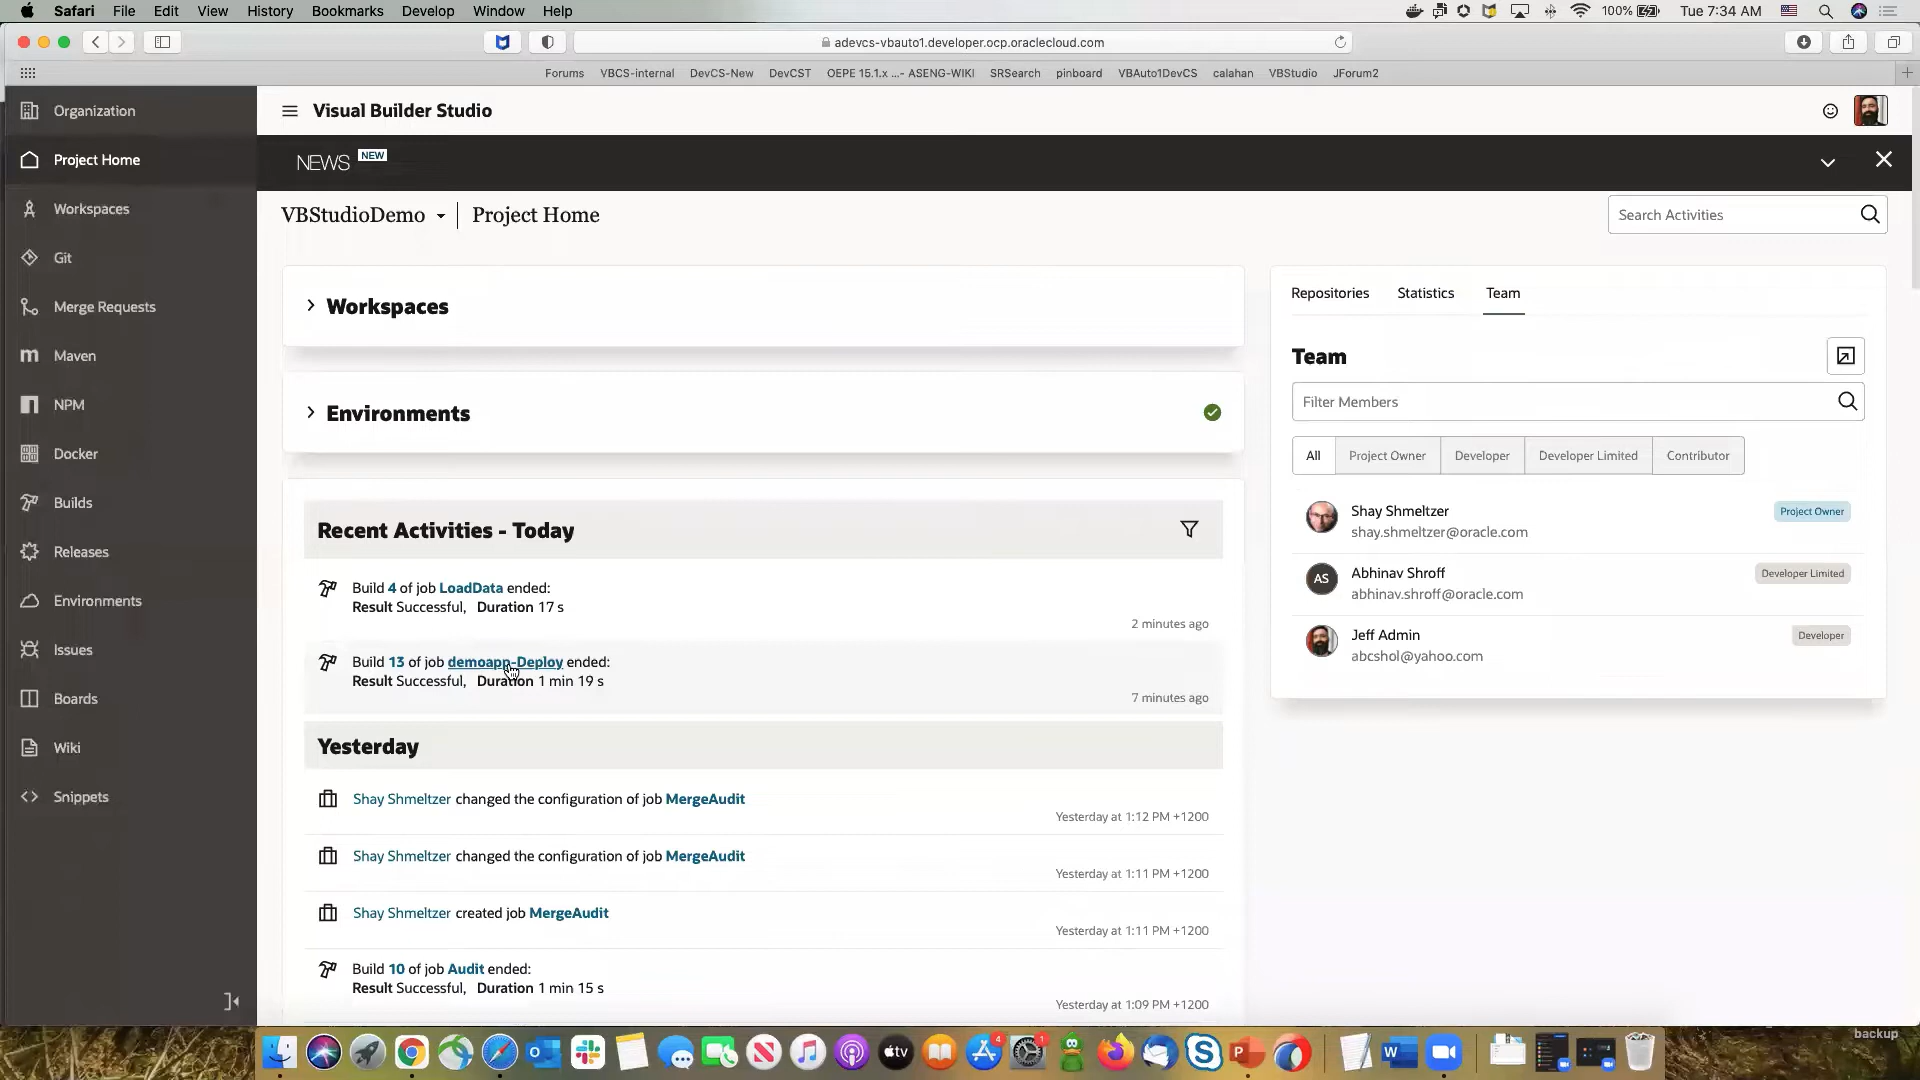 Safari File Edit View History Bookmarks Develop Window Help
100% Tue 7:34 AM
adevcs-vbauto1.developer.ocp.oraclecloud.com
Forums VBCS-internal DevCS-New DevCST OEPE 15.1.x ...- ASENG-WIKI SRSearch pinboard VBAuto1DevCS calahan VBStudio JForum2
Organization
Project Home
Workspaces
Git
Merge Requests
Maven
NPM
Docker
Builds
Releases
Environments
Issues
Boards
Wiki
Snippets
Visual Builder Studio
NEWS NEW
VBStudioDemo Project Home
Search Activities
Workspaces
Environments
Recent Activities - Today
Build 4 of job LoadData ended:
Result Successful, Duration 17 s
2 minutes ago
Build 13 of job demoapp-Deploy ended:
Result Successful, Duration 1 min 19 s
7 minutes ago
Yesterday
Shay Shmeltzer changed the configuration of job MergeAudit
Yesterday at 1:12 PM +1200
Shay Shmeltzer changed the configuration of job MergeAudit
Yesterday at 1:11 PM +1200
Shay Shmeltzer created job MergeAudit
Yesterday at 1:11 PM +1200
Build 10 of job Audit ended:
Result Successful, Duration 1 min 15 s
Yesterday at 1:09 PM +1200
Repositories Statistics Team
Team
Filter Members
All Project Owner Developer Developer Limited Contributor
Shay Shmeltzer Project Owner
shay.shmeltzer@oracle.com
AS Abhinav Shroff Developer Limited
abhinav.shroff@oracle.com
Jeff Admin Developer
abcshol@yahoo.com
backup